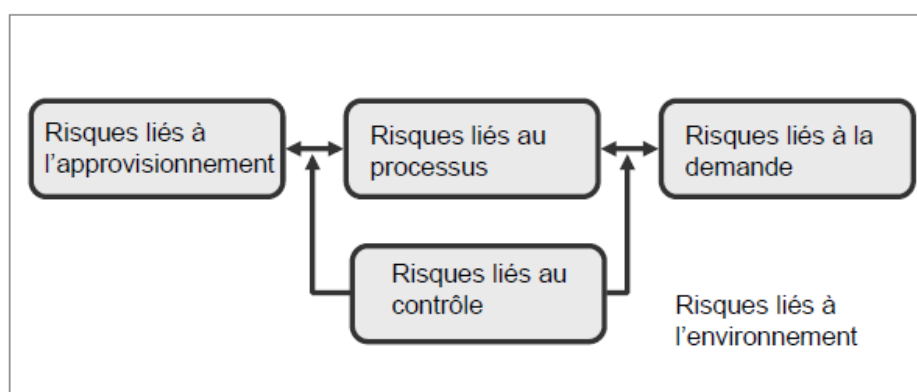 Risques liés à
l'approvisionnement
Risques liés au
processus
Risques liés à la
demande
Risques liés au
contrôle
Risques liés à
l'environnement